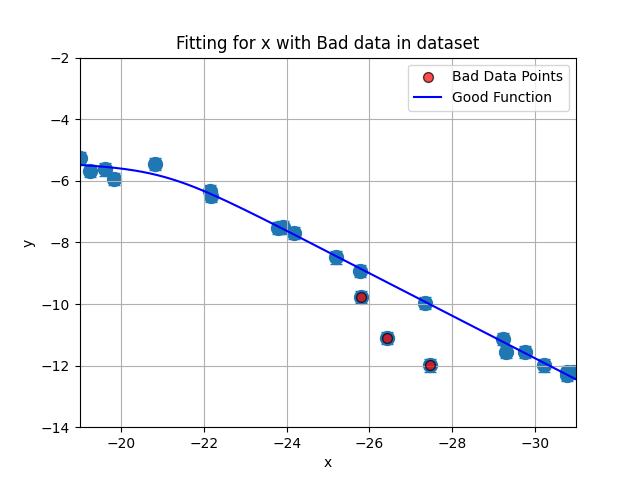 Fitting for x with Bad data in dataset
Bad Data Points
Good Function
−2
−4
−6
−8
−10
−12
−14
y
−20
−22
−24
−26
−28
−30
x